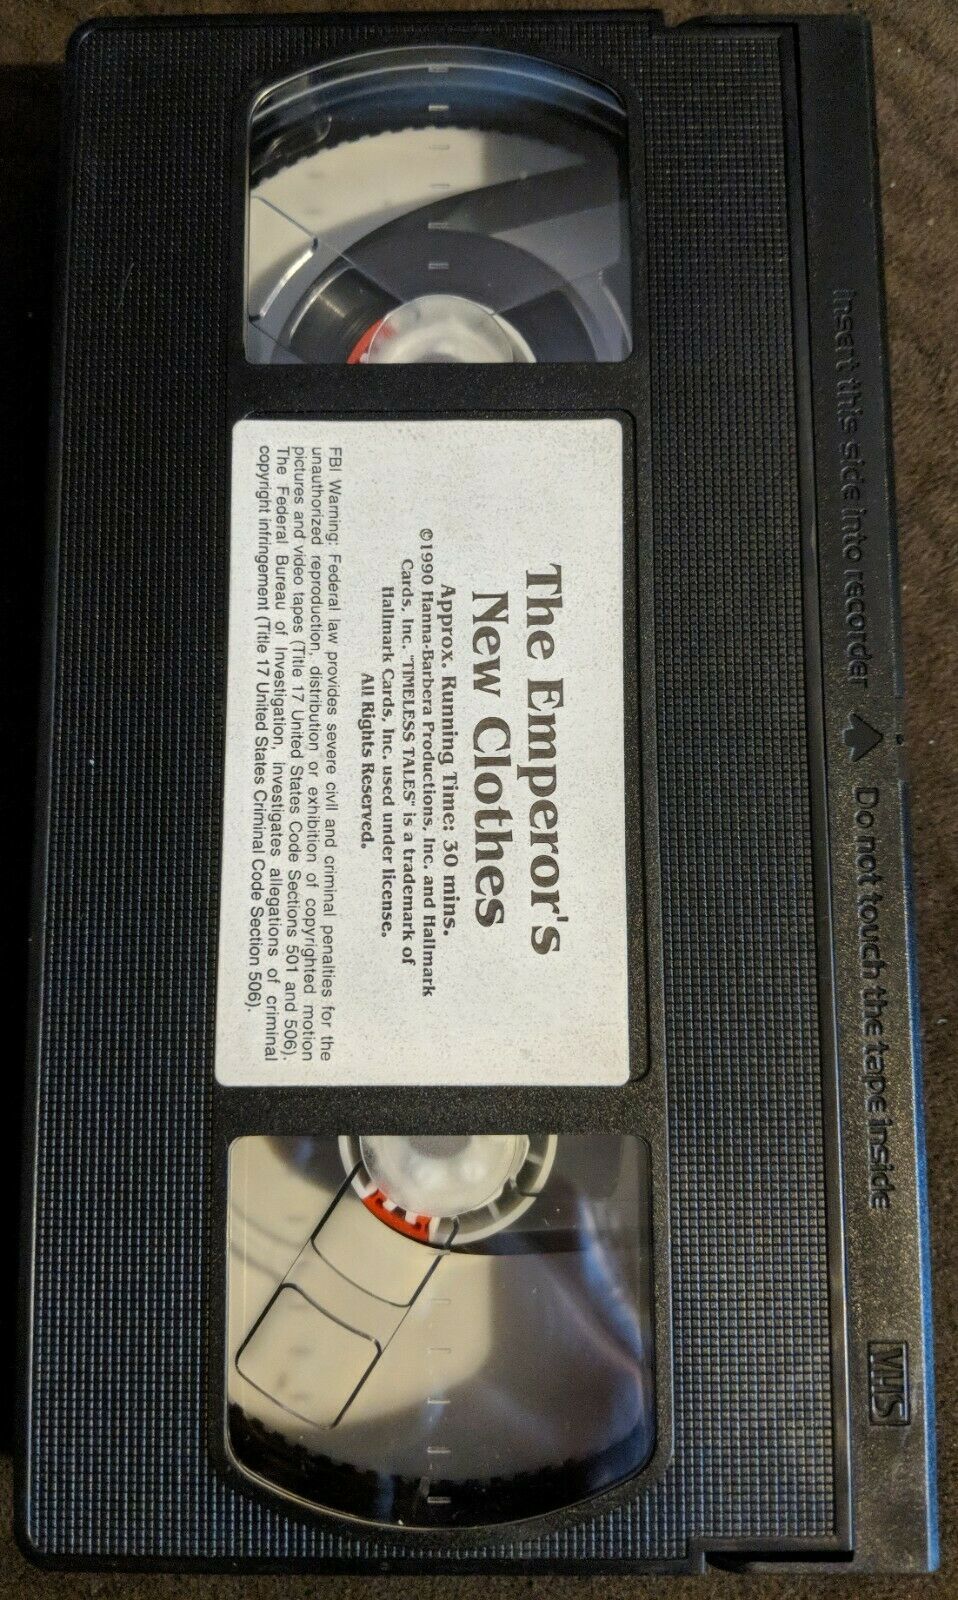 insert this side into recorder ▲ Do not touch the tape inside
VHS
The Emperor's
New Clothes
Approx. Running Time: 30 mins.
©1990 Hanna-Barbera Productions, Inc. and Hallmark
Cards, Inc. "TIMELESS TALES" is a trademark of
Hallmark Cards, Inc. used under license.
All Rights Reserved.
FBI Warning: Federal law provides severe civil and criminal penalties for the
unauthorized reproduction, distribution or exhibition of copyrighted motion
pictures and video tapes (Title 17 United States Code Sections 501 and 506).
The Federal Bureau of Investigation, investigates allegations of criminal
copyright infringement (Title 17 United States Criminal Code Section 506).